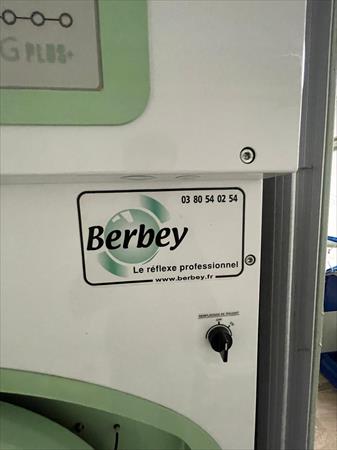 G PLUS+
03 80 54 02 54
Berbey
Le réflexe professionnel
www.berbey.fr